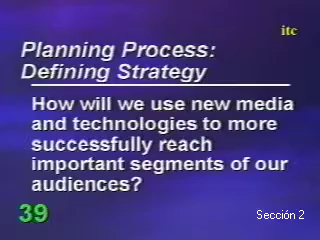 itc
Planning Process:
Defining Strategy
How will we use new media
and technologies to more
successfully reach
important segments of our
audiences?
39
Sección 2